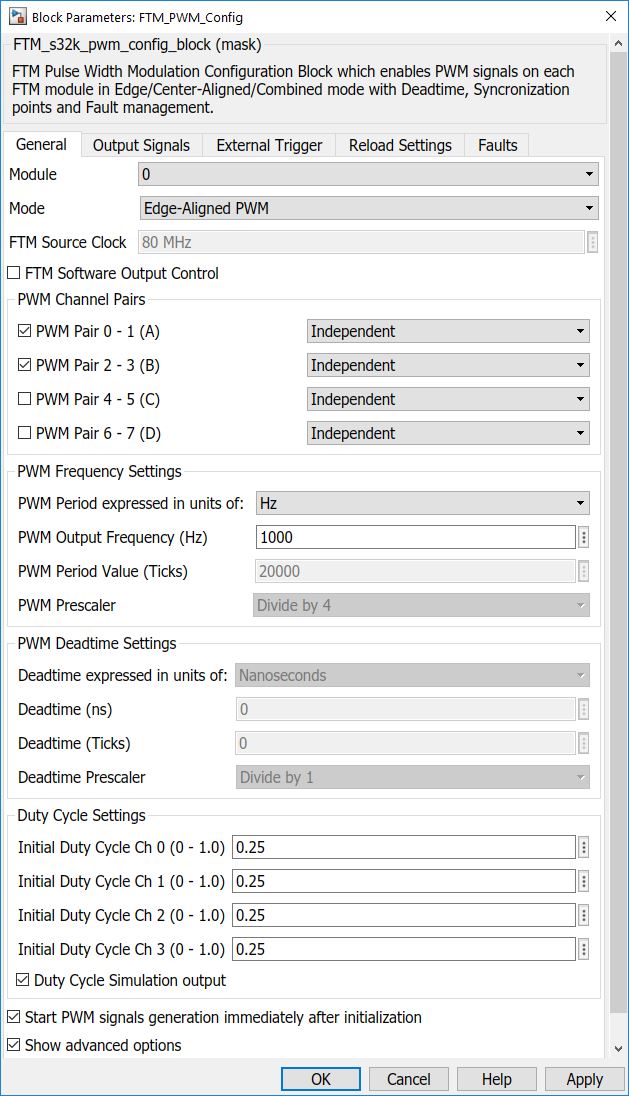 Block Parameters: FTM_PWM_Config
FTM_s32k_pwm_config_block (mask)
FTM Pulse Width Modulation Configuration Block which enables PWM signals on each
FTM module in Edge/Center-Aligned/Combined mode with Deadtime, Syncronization
points and Fault management.
General Output Signals External Trigger Reload Settings Faults
Module 0
Mode Edge-Aligned PWM
FTM Source Clock 80 MHz
FTM Software Output Control
PWM Channel Pairs
PWM Pair 0 - 1 (A) Independent
PWM Pair 2 - 3 (B) Independent
PWM Pair 4 - 5 (C) Independent
PWM Pair 6 - 7 (D) Independent
PWM Frequency Settings
PWM Period expressed in units of: Hz
PWM Output Frequency (Hz) 1000
PWM Period Value (Ticks) 20000
PWM Prescaler Divide by 4
PWM Deadtime Settings
Deadtime expressed in units of: Nanoseconds
Deadtime (ns) 0
Deadtime (Ticks) 0
Deadtime Prescaler Divide by 1
Duty Cycle Settings
Initial Duty Cycle Ch 0 (0 - 1.0) 0.25
Initial Duty Cycle Ch 1 (0 - 1.0) 0.25
Initial Duty Cycle Ch 2 (0 - 1.0) 0.25
Initial Duty Cycle Ch 3 (0 - 1.0) 0.25
Duty Cycle Simulation output
Start PWM signals generation immediately after initialization
Show advanced options
OK Cancel Help Apply